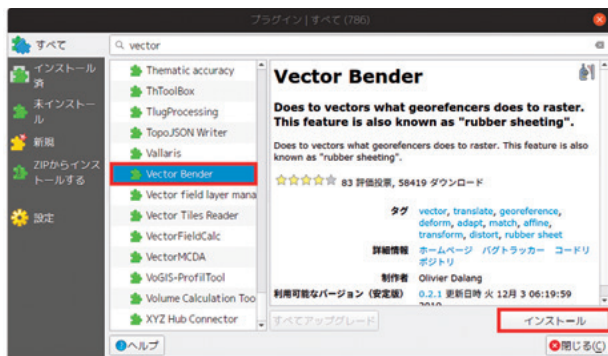 プラグイン | すべて (786)
すべて
vector
インストール
済
未インストー
ル
新規
ZIPからインス
トールする
設定
Thematic accuracy
ThToolBox
TlugProcessing
TopoJSON Writer
Vallaris
Vector Bender
Vector field layer mana
Vector Tiles Reader
VectorFieldCalc
VectorMCDA
VoGIS-ProfilTool
Volume Calculation Too
XYZ Hub Connector
Vector Bender
Does to vectors what georefencers does to raster.
This feature is also known as "rubber sheeting".
Does to vectors what georefencers does to raster. This feature is also
known as "rubber sheeting".
83 評価投票, 58419 ダウンロード
タグ vector, translate, georeference,
deform, adapt, match, affine,
transform, distort, rubber sheet
詳細情報 ホームページ バグトラッカー コードリ
ポジトリ
制作者 Olivier Dalang
利用可能なバージョン（安定版） 0.2.1 更新日時 火 12月 3 06:19:59
すべてアップグレード
インストール
ヘルプ
閉じる(C)